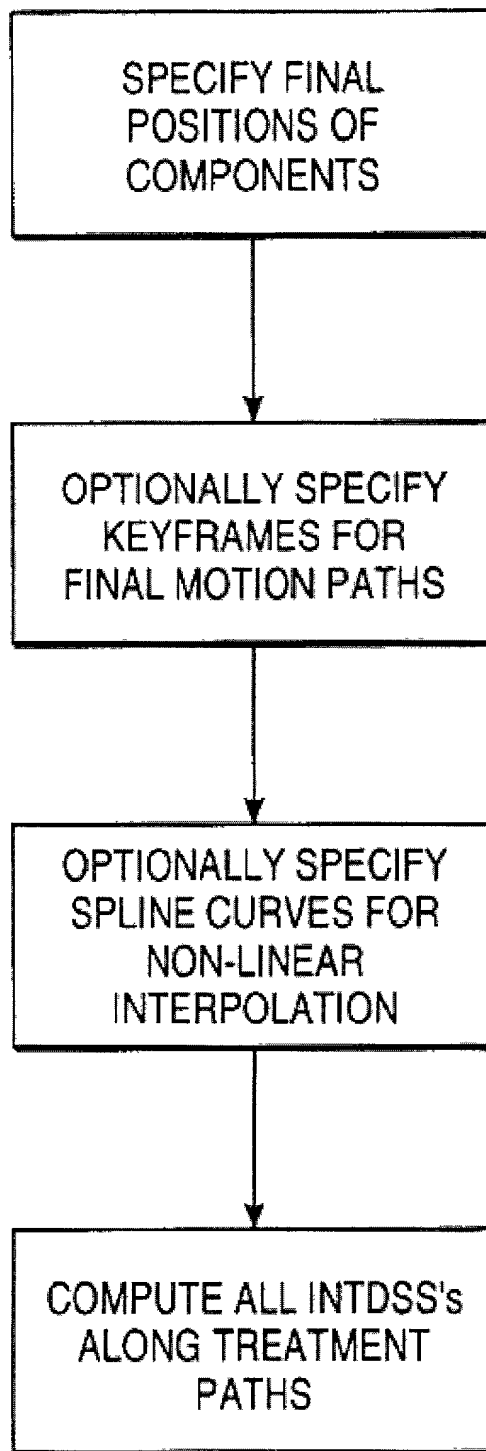 SPECIFY FINAL
POSITIONS OF
COMPONENTS
OPTIONALLY SPECIFY
KEYFRAMES FOR
FINAL MOTION PATHS
OPTIONALLY SPECIFY
SPLINE CURVES FOR
NON-LINEAR
INTERPOLATION
COMPUTE ALL INTDSS's
ALONG TREATMENT
PATHS